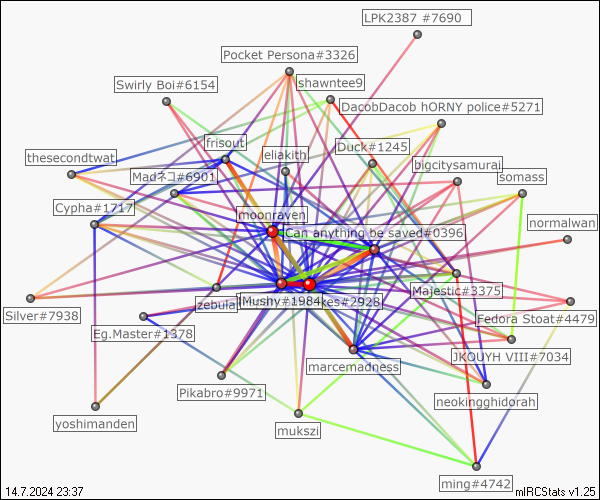 LPK2387 #7690
Pocket Persona#3326
shawntee9
Swirly Boi#6154
DacobDacob hORNY police#5271
frisout
eliakith
Duck#1245
thesecondtwat
Madネコ#6901
bigcitysamurai
somass
Cypha#1717
moonraven
Can anything be saved#0396
normalwan
Silver#7938
zebula
Mushy#1984
kes#2928
Majestic#3375
Fedora Stoat#4479
Eg.Master#1378
marcemadness
JKQUYH VIII#7034
Pikabro#9971
neokingghidorah
yoshimanden
mukszi
ming#4742
14.7.2024 23:37
mIRCStats v1.25